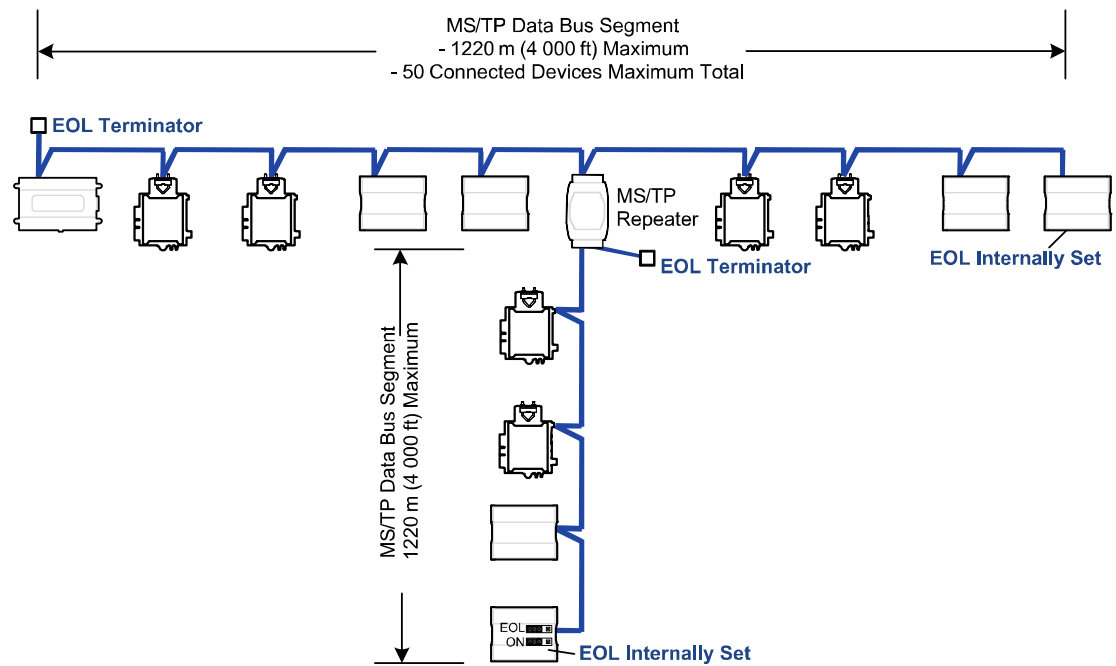 MS/TP Data Bus Segment
- 1220 m (4 000 ft) Maximum
- 50 Connected Devices Maximum Total
EOL Terminator
MS/TP
Repeater
EOL Internally Set
EOL Terminator
MS/TP Data Bus Segment
1220 m (4 000 ft) Maximum
EOL
ON
EOL Internally Set